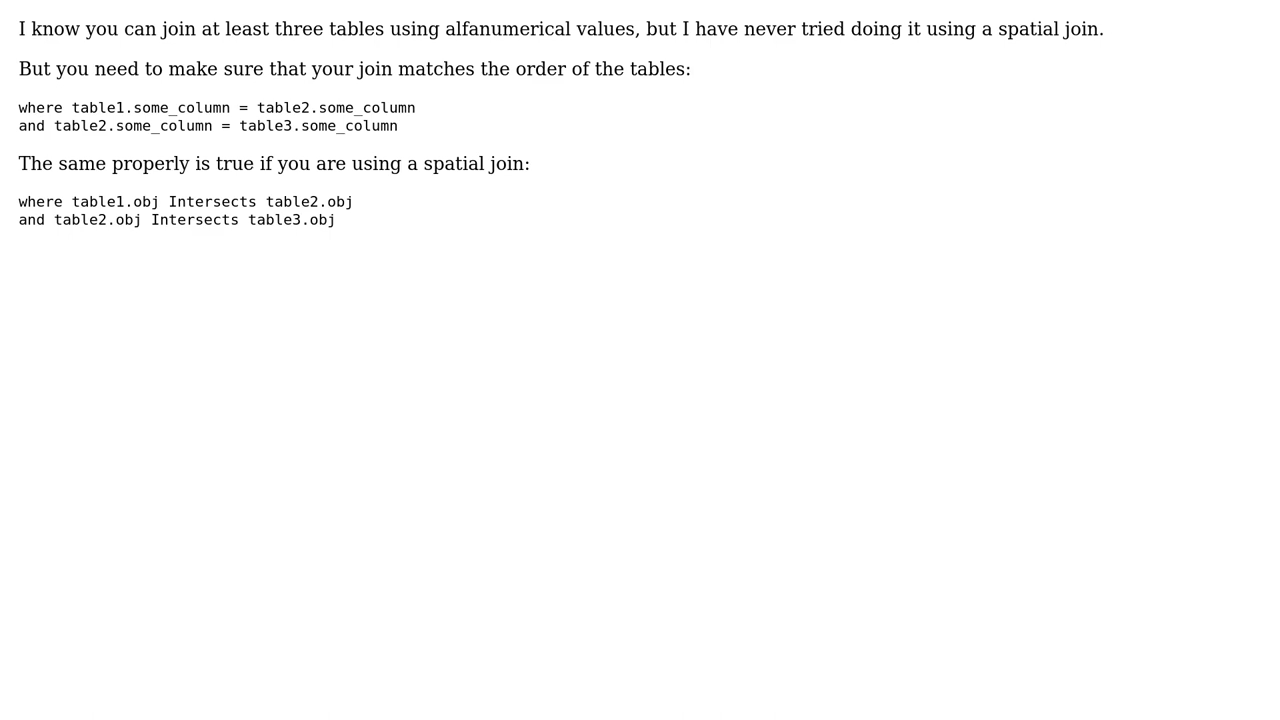 I know you can join at least three tables using alfanumerical values, but I have never tried doing it using a spatial join.
But you need to make sure that your join matches the order of the tables:
where table1.some_column = table2.some_column
and table2.some_column = table3.some_column
The same properly is true if you are using a spatial join:
where table1.obj Intersects table2.obj
and table2.obj Intersects table3.obj